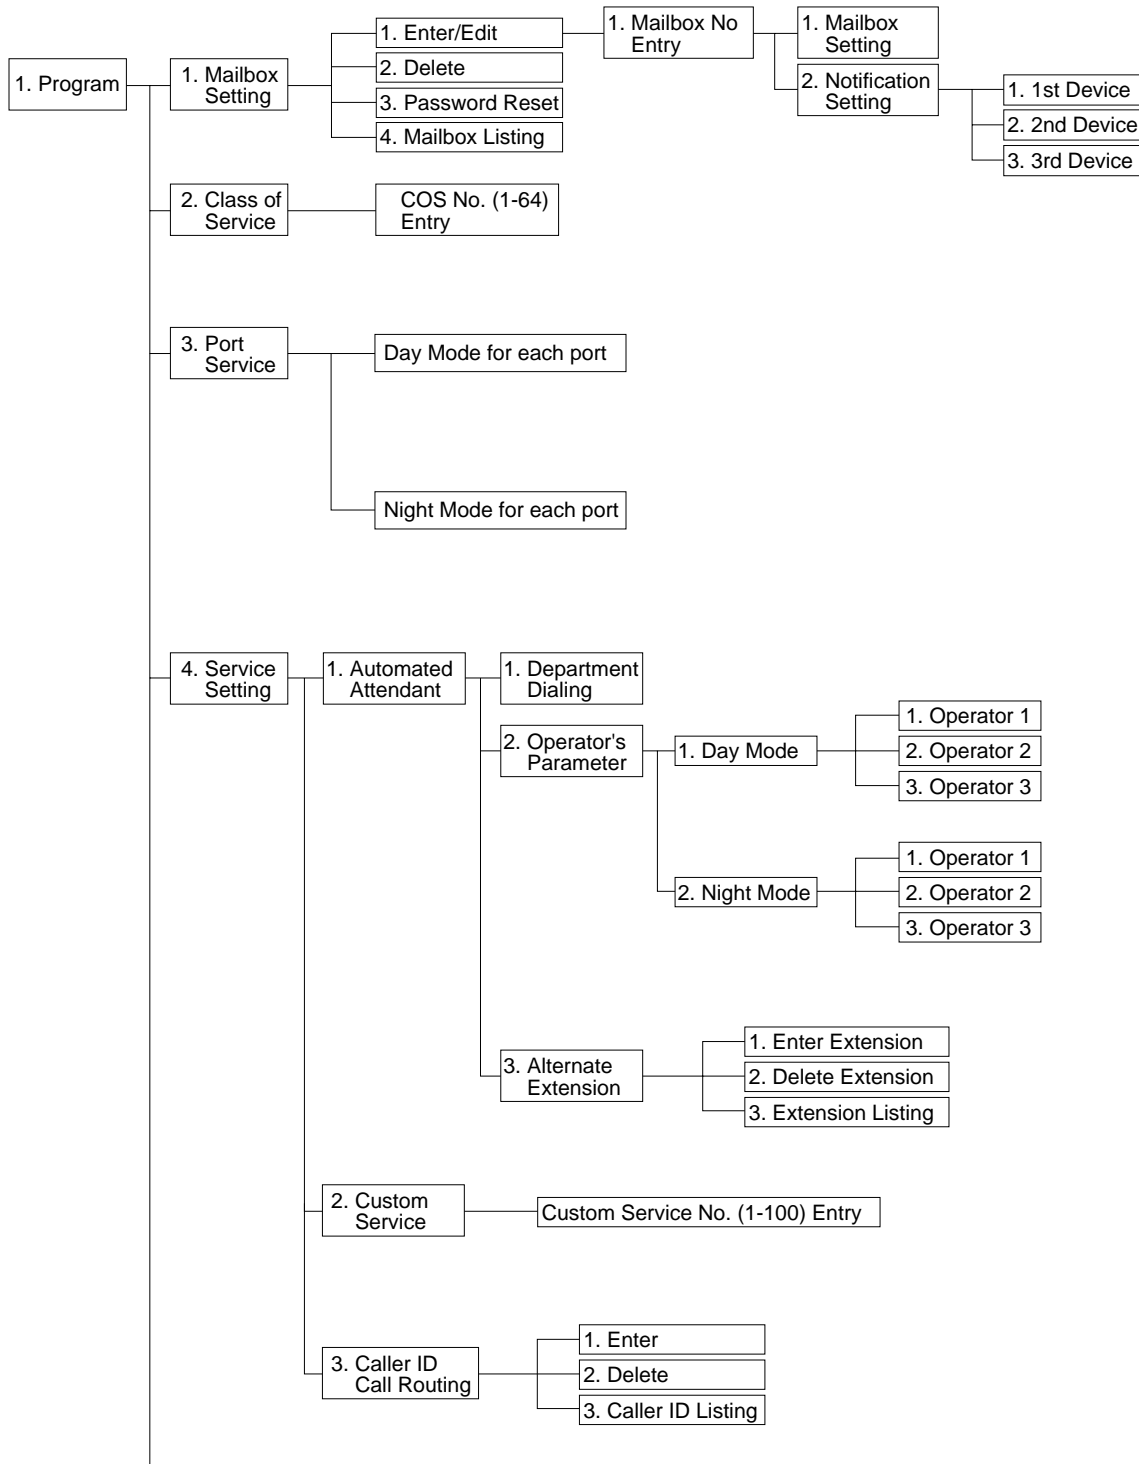 1. Program
1. Mailbox
Setting
1. Enter/Edit
2. Delete
3. Password Reset
4. Mailbox Listing
1. Mailbox No
Entry
1. Mailbox
Setting
2. Notification
Setting
1. 1st Device
2. 2nd Device
3. 3rd Device
2. Class of
Service
COS No. (1-64)
Entry
3. Port
Service
Day Mode for each port
Night Mode for each port
4. Service
Setting
1. Automated
Attendant
1. Department
Dialing
2. Operator's
Parameter
1. Day Mode
1. Operator 1
2. Operator 2
3. Operator 3
2. Night Mode
1. Operator 1
2. Operator 2
3. Operator 3
3. Alternate
Extension
1. Enter Extension
2. Delete Extension
3. Extension Listing
2. Custom
Service
Custom Service No. (1-100) Entry
3. Caller ID
Call Routing
1. Enter
2. Delete
3. Caller ID Listing